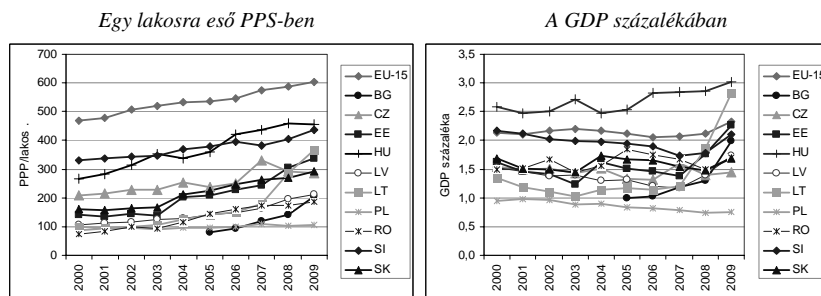 Egy lakosra eső PPS-ben
700
600
500
400
300
200
100
0
PPP/lakos .
2000
2001
2002
2003
2004
2005
2006
2007
2008
2009
EU-15
BG
CZ
EE
HU
LV
LT
PL
RO
SI
SK
A GDP százalékában
3,5
3,0
2,5
2,0
1,5
1,0
0,5
0,0
GDP százaléka
2000
2001
2002
2003
2004
2005
2006
2007
2008
2009
EU-15
BG
CZ
EE
HU
LV
LT
PL
RO
SI
SK